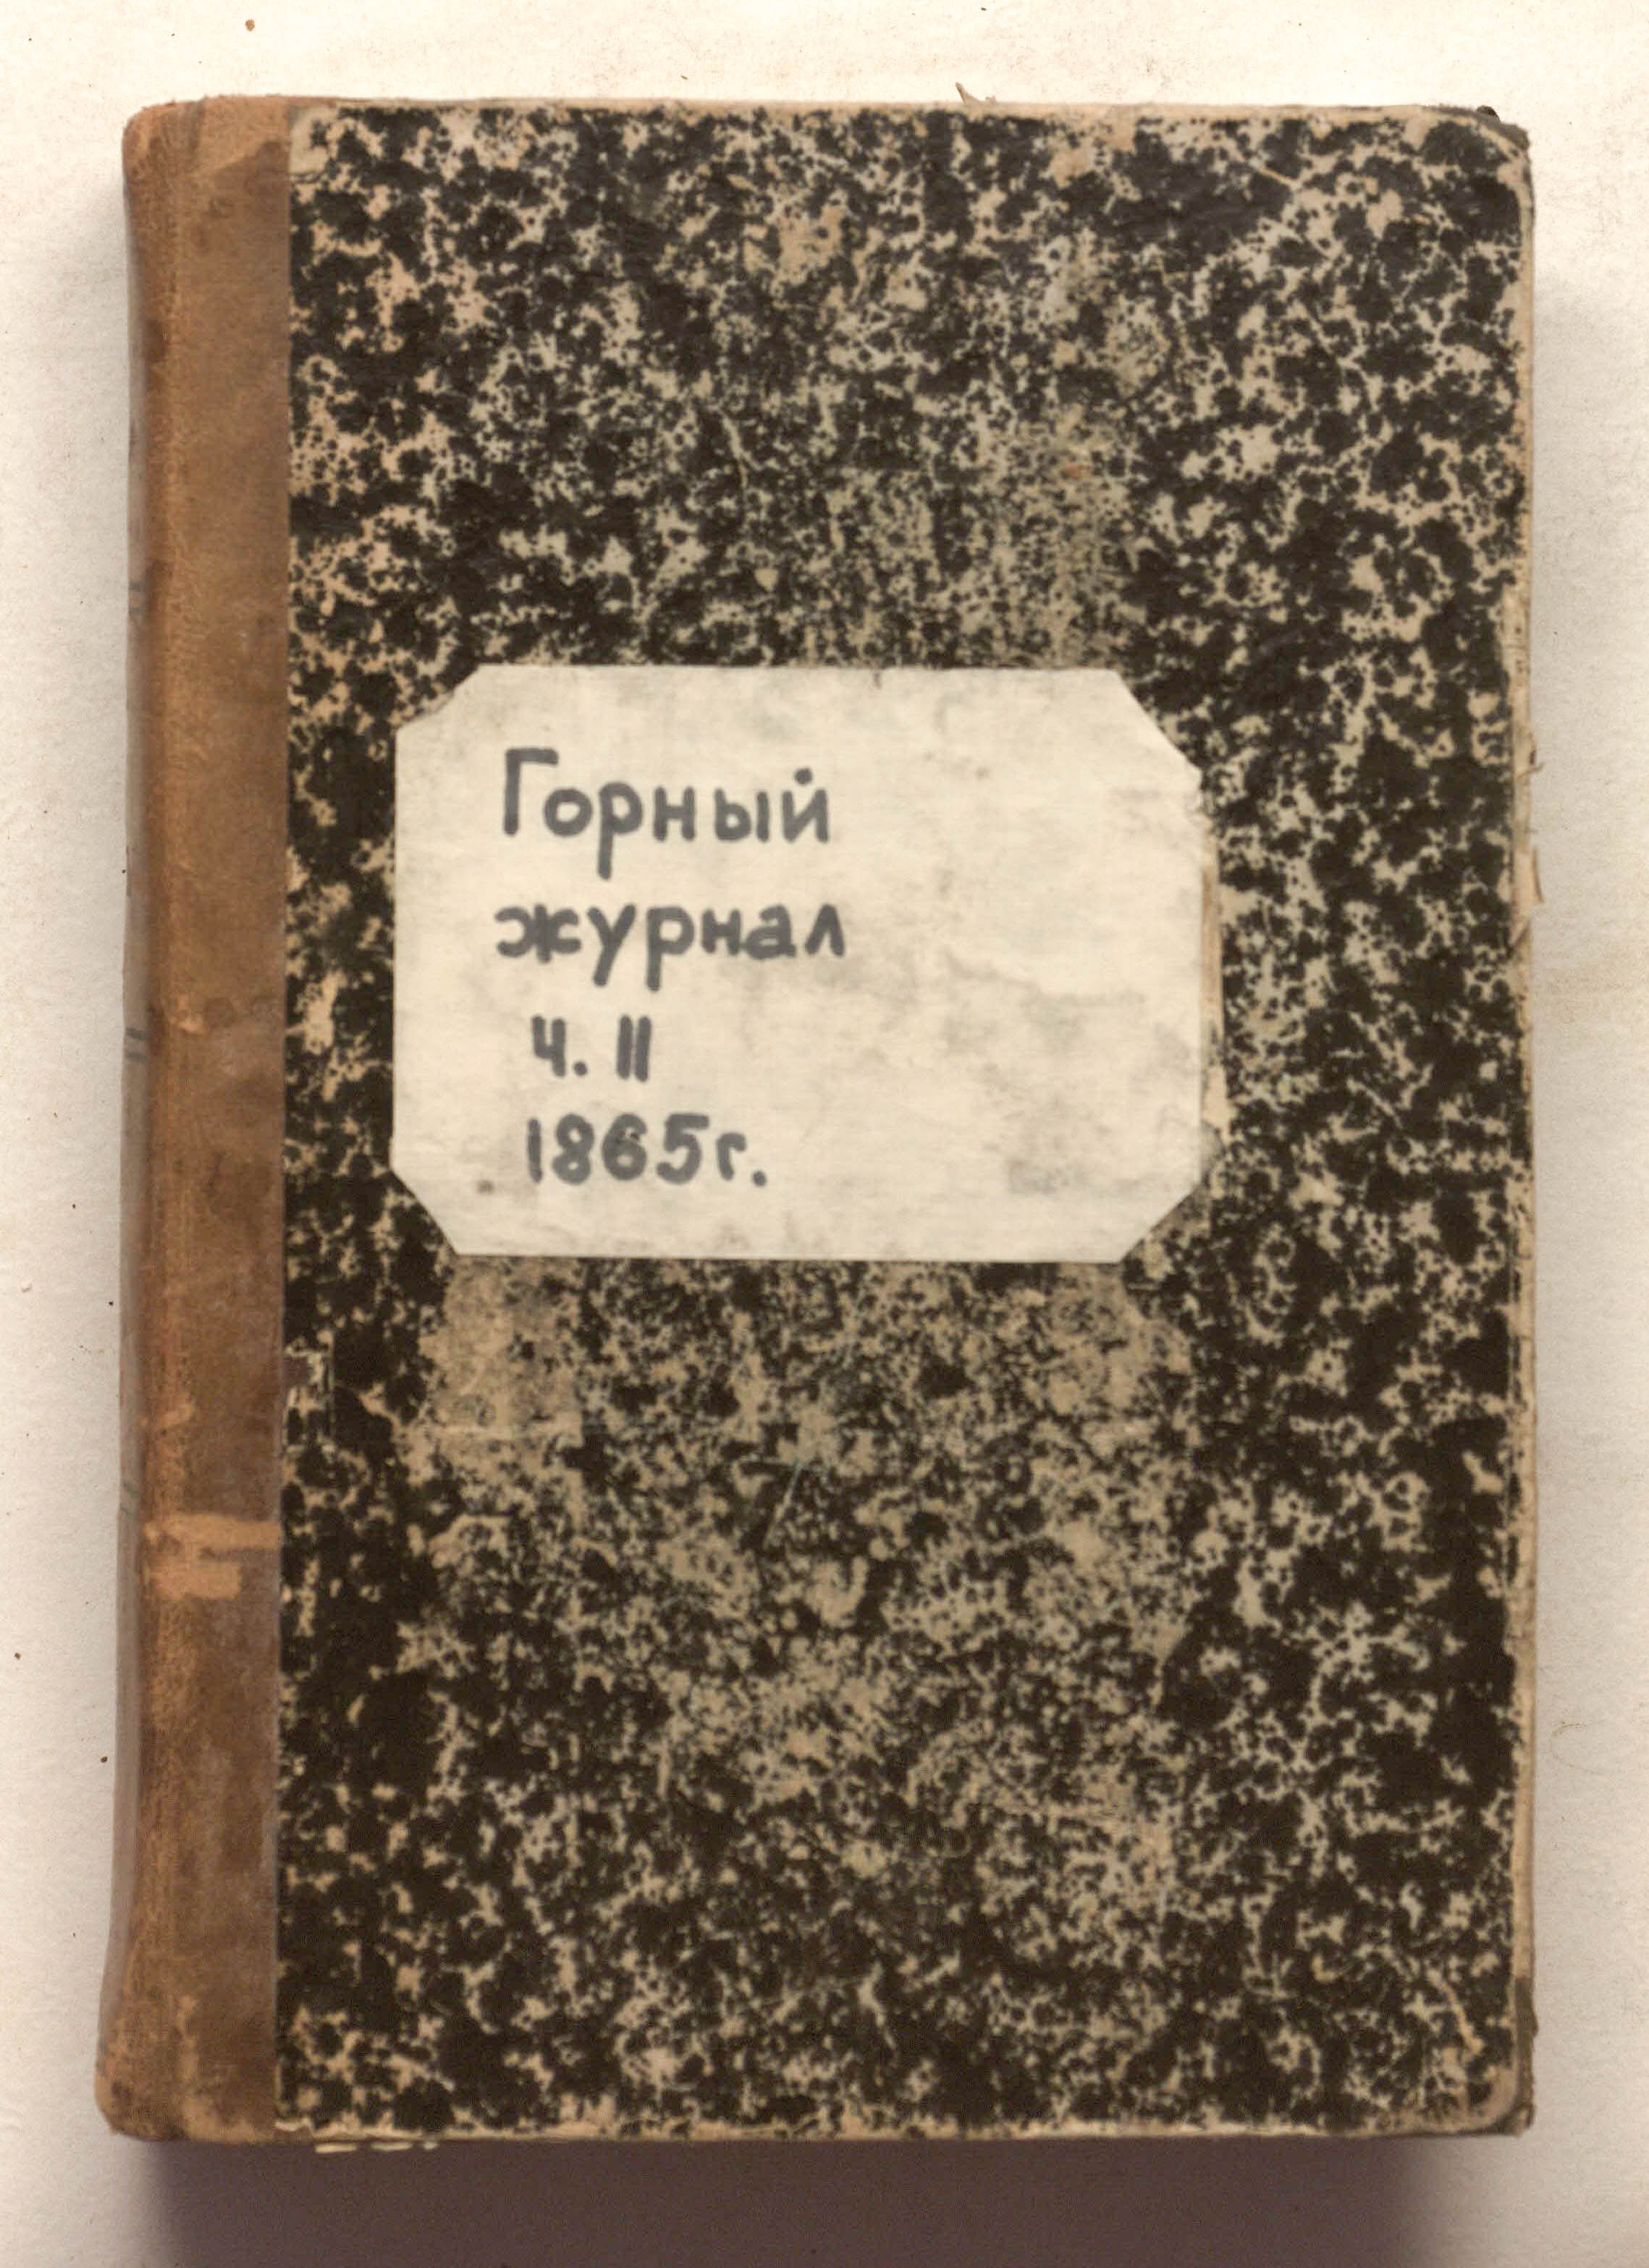 Горный
журнал
ч. II
1865г.